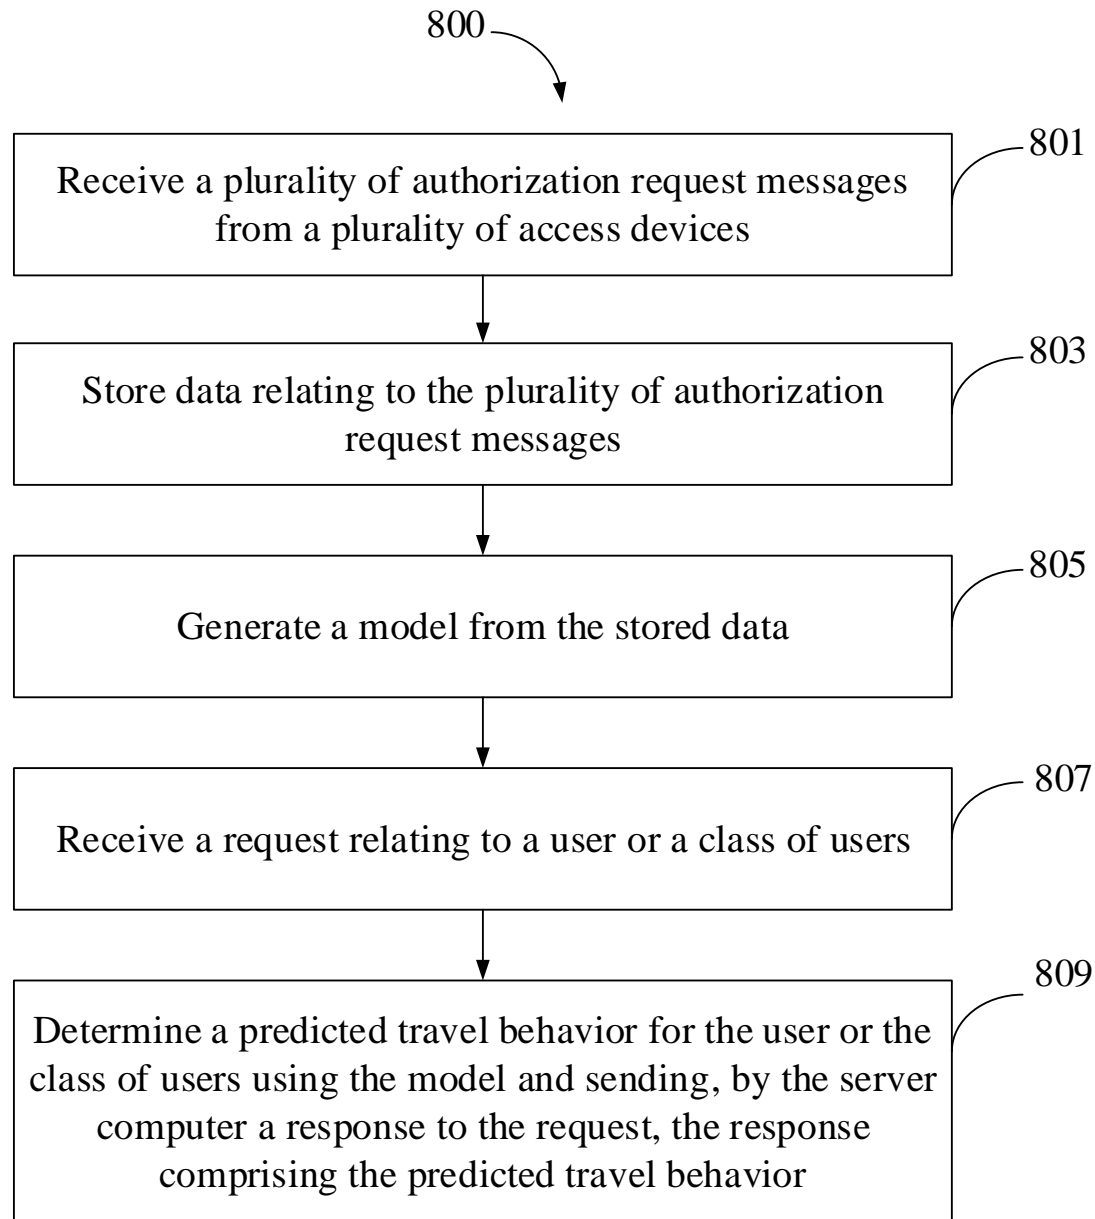 800
801
Receive a plurality of authorization request messages
from a plurality of access devices
803
Store data relating to the plurality of authorization
request messages
805
Generate a model from the stored data
807
Receive a request relating to a user or a class of users
809
Determine a predicted travel behavior for the user or the
class of users using the model and sending, by the server
computer a response to the request, the response
comprising the predicted travel behavior